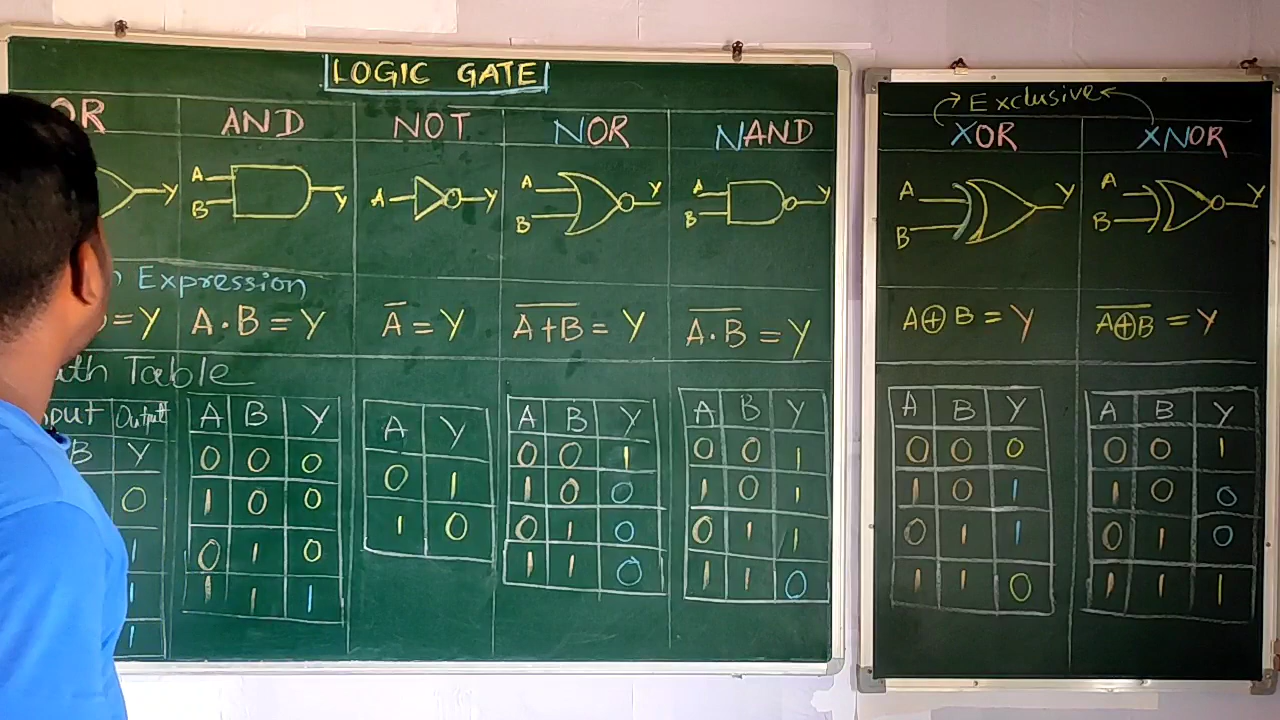 LOGIC GATE
OR AND NOT NOR NAND
Y
A B Y
A Y
A B Y
A B Y
Expression
= Y
A · B = Y
A̅ = Y
\overline{A+B} = Y
\overline{A·B} = Y
Table
Output
B Y
0
1
1
1
A B Y
0 0 0
1 0 0
0 1 0
1 1 1
A Y
0 1
1 0
A B Y
0 0 1
1 0 0
0 1 0
1 1 0
A B Y
0 0 1
1 0 1
0 1 1
1 1 0
Exclusive
XOR XNOR
A B Y
A B Y
A⊕B = Y
\overline{A⊕B} = Y
A B Y
0 0 0
1 0 1
0 1 1
1 1 0
A B Y
0 0 1
1 0 0
0 1 0
1 1 1